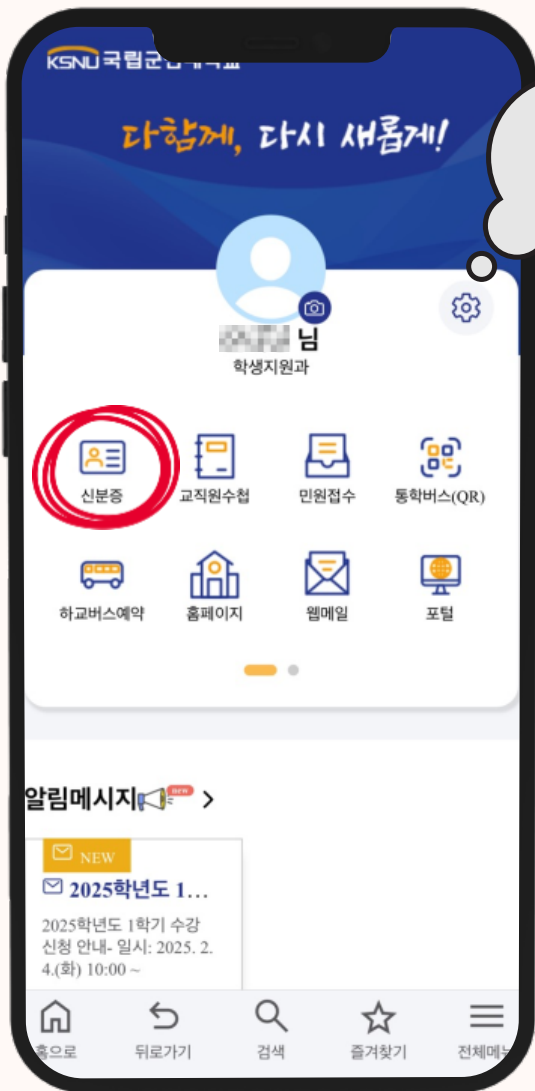 KSNU 국립군
다함께, 다시 새롭게!
님
학생지원과
신분증 교직원수첩 민원접수 통학버스(QR)
하교버스예약 홈페이지 웹메일 포털
알림메시지 new >
NEW
2025학년도 1...
2025학년도 1학기 수강
신청 안내- 일시: 2025. 2.
4.(화) 10:00 ~
홈으로 뒤로가기 검색 즐겨찾기 전체메뉴